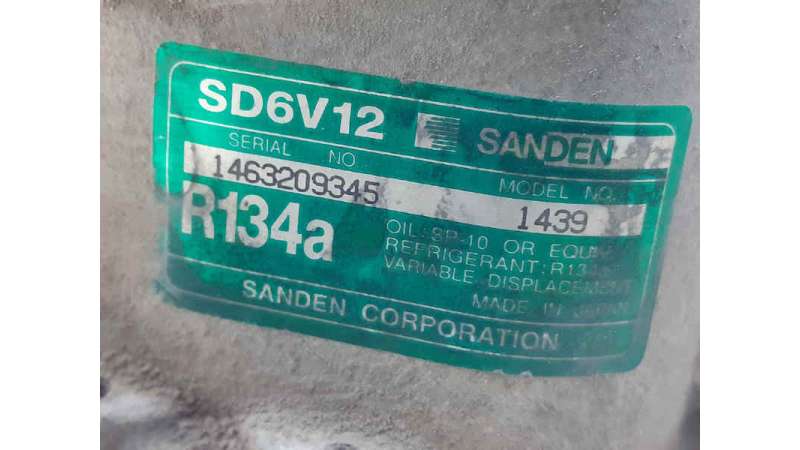 SD6V12 SANDEN
SERIAL NO. MODEL NO.
11463209345 1439
R134a
OIL: SP-10 OR EQUIV
REFRIGERANT: R134a
VARIABLE DISPLACEMENT
MADE IN JAPAN
SANDEN CORPORATION